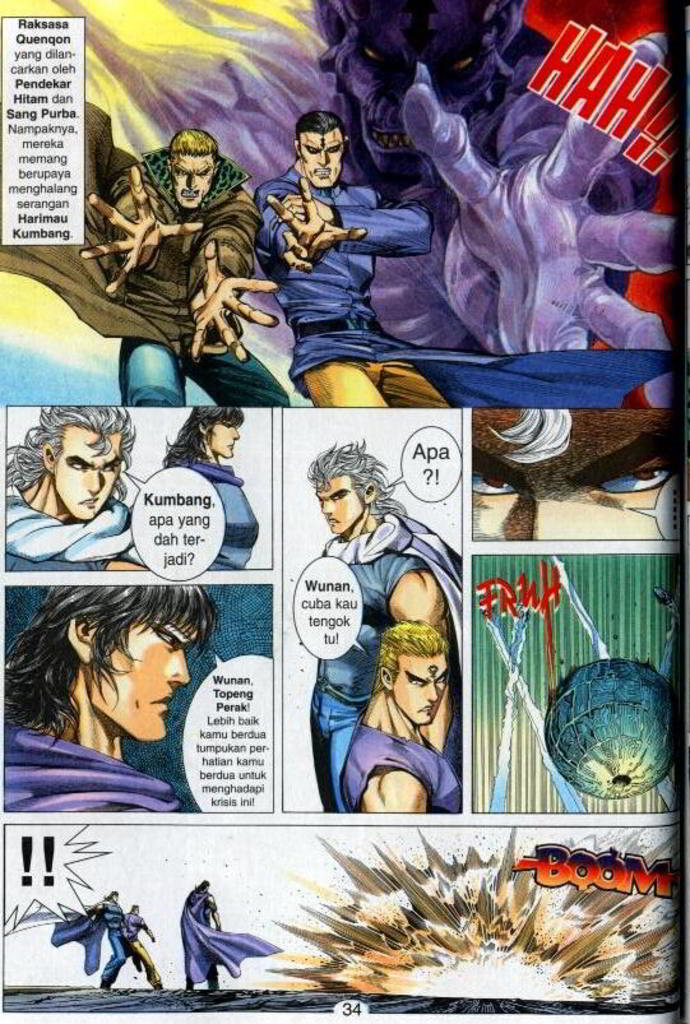 Raksasa
Quenqon
yang dilan-
carkan oleh
Pendekar
Hitam dan
Sang Purba.
Nampaknya,
mereka
memang
berupaya
menghalang
serangan
Harimau
Kumbang.
HAH!!
Kumbang,
apa yang
dah ter-
jadi?
Apa
?!
Wunan,
cuba kau
tengok
tu!
Wunan,
Topeng
Perak!
Lebih baik
kamu berdua
tumpukan per-
hatian kamu
berdua untuk
menghadapi
krisis ini!
......
FRUH
!!
BOOM
34